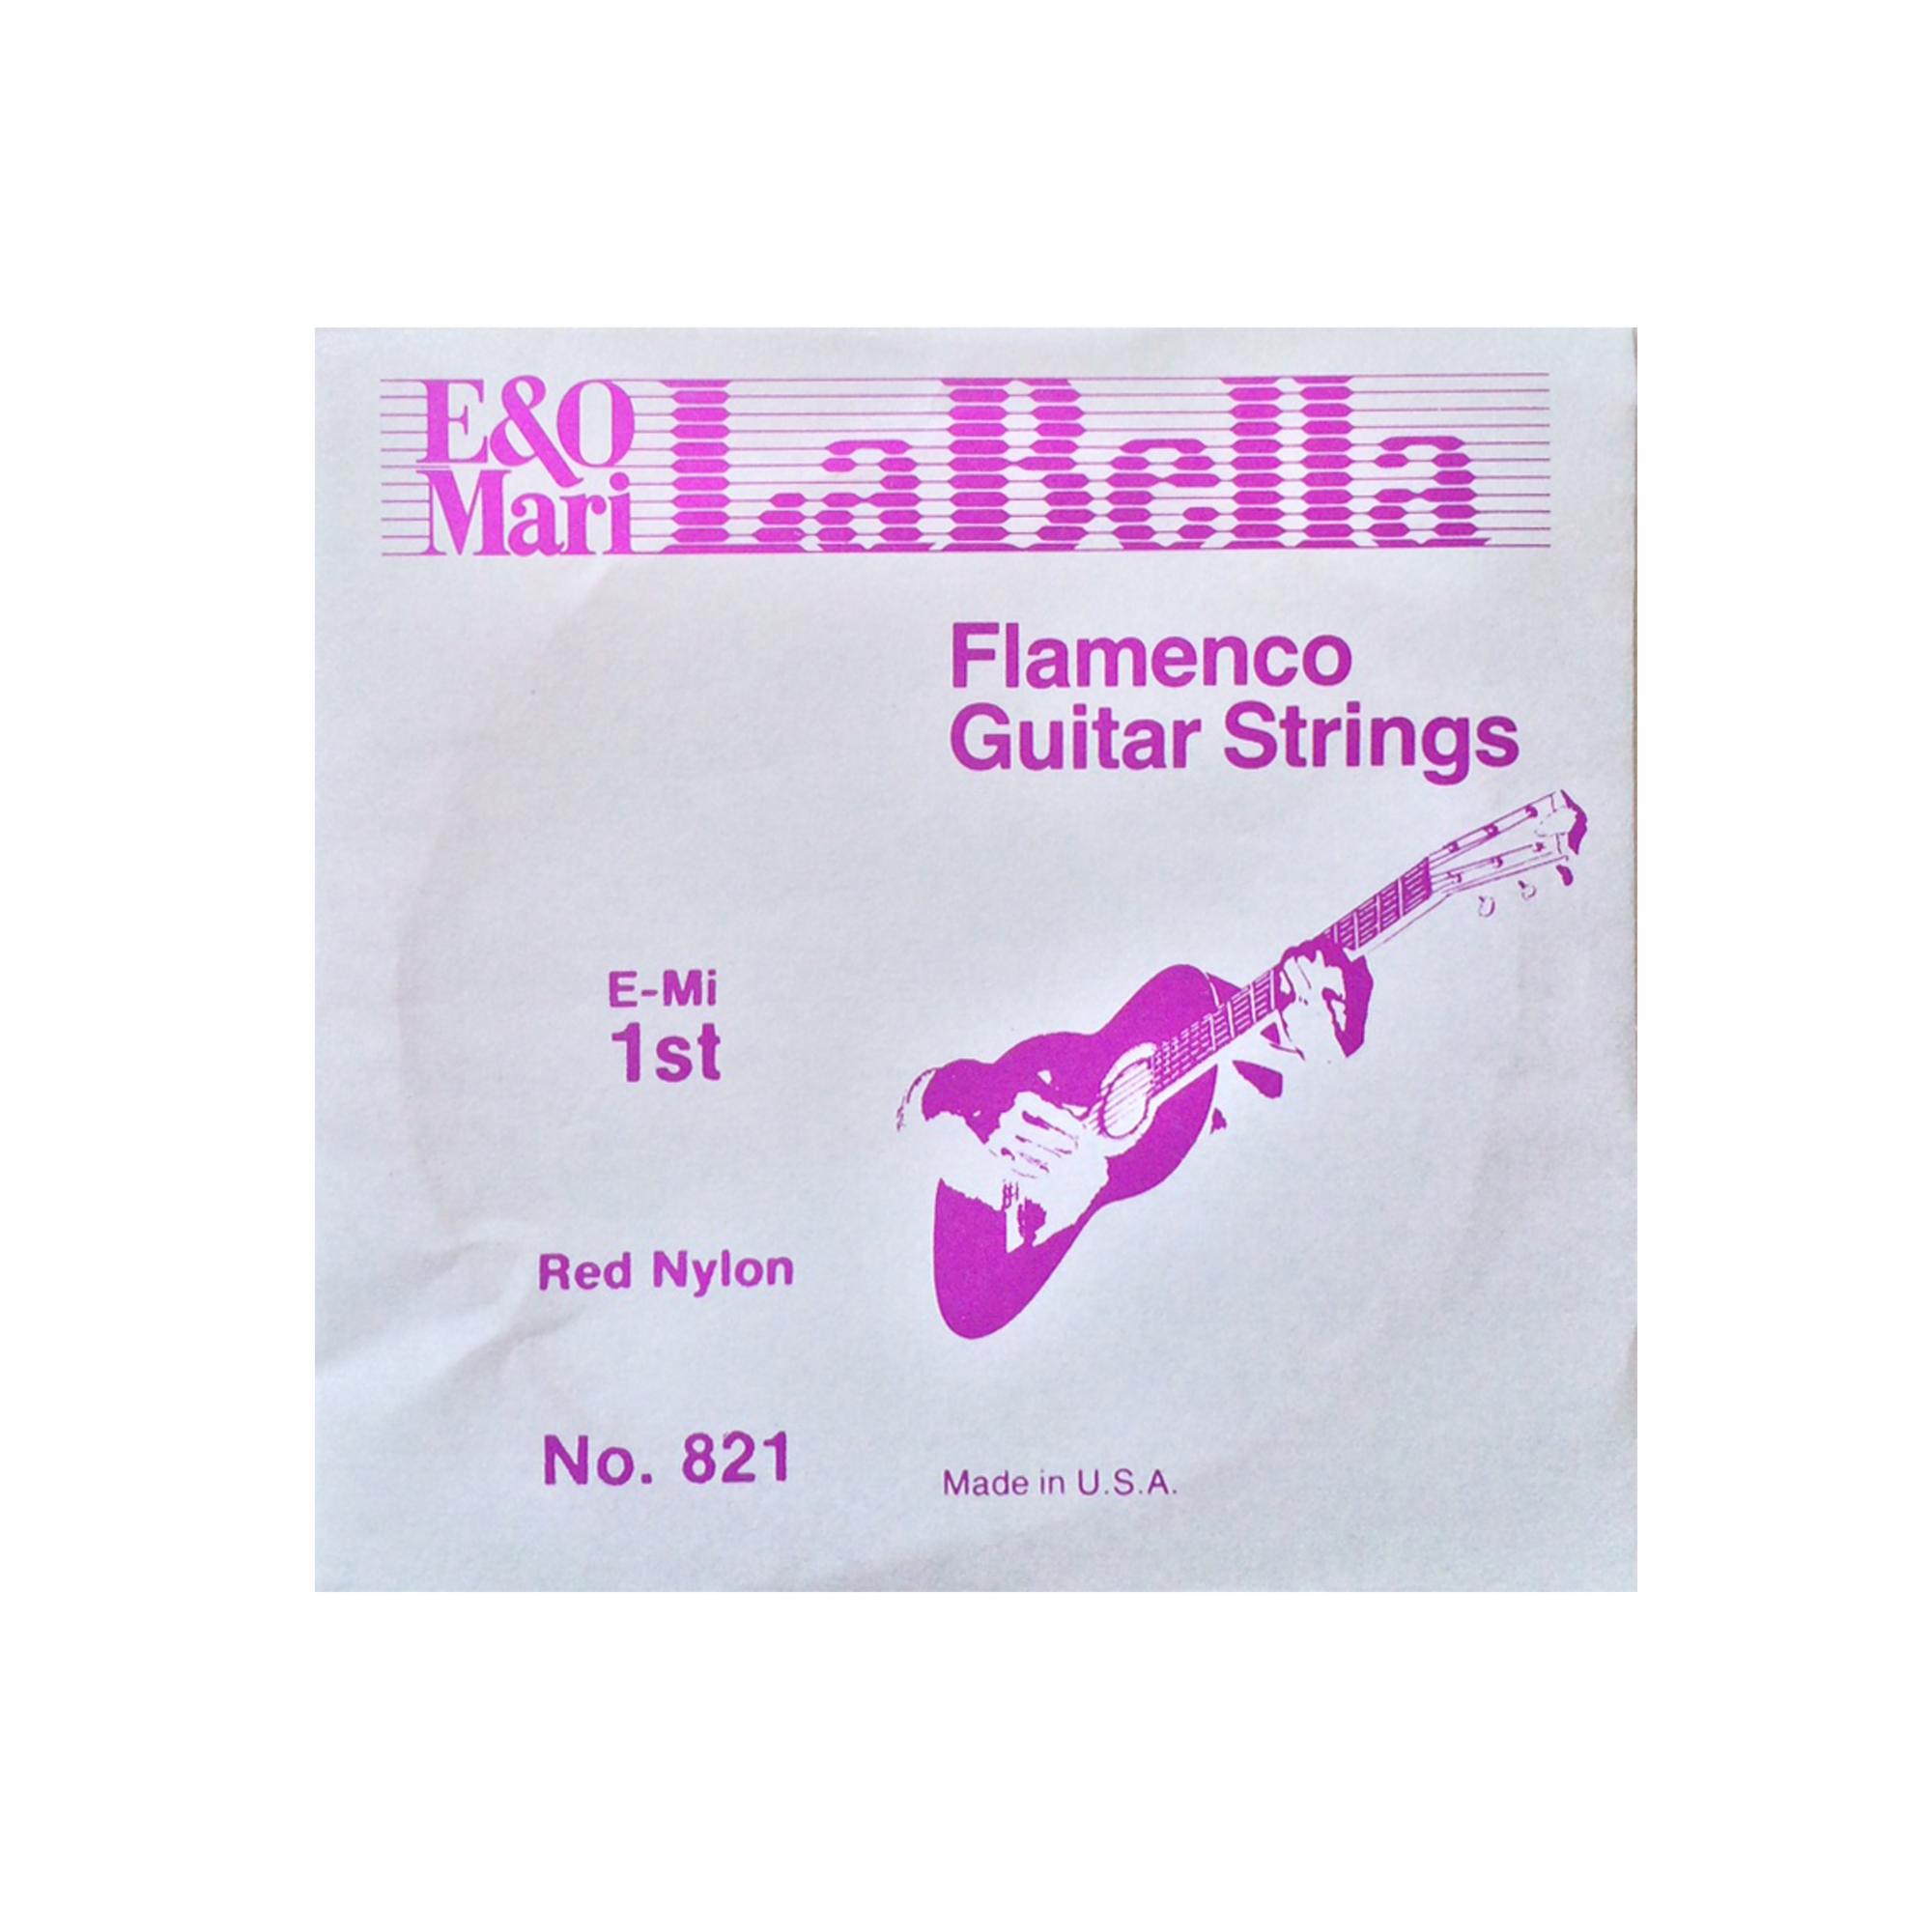 E&O
Mari
LaBella
Flamenco
Guitar Strings
E-Mi
1st
Red Nylon
No. 821
Made in U.S.A.